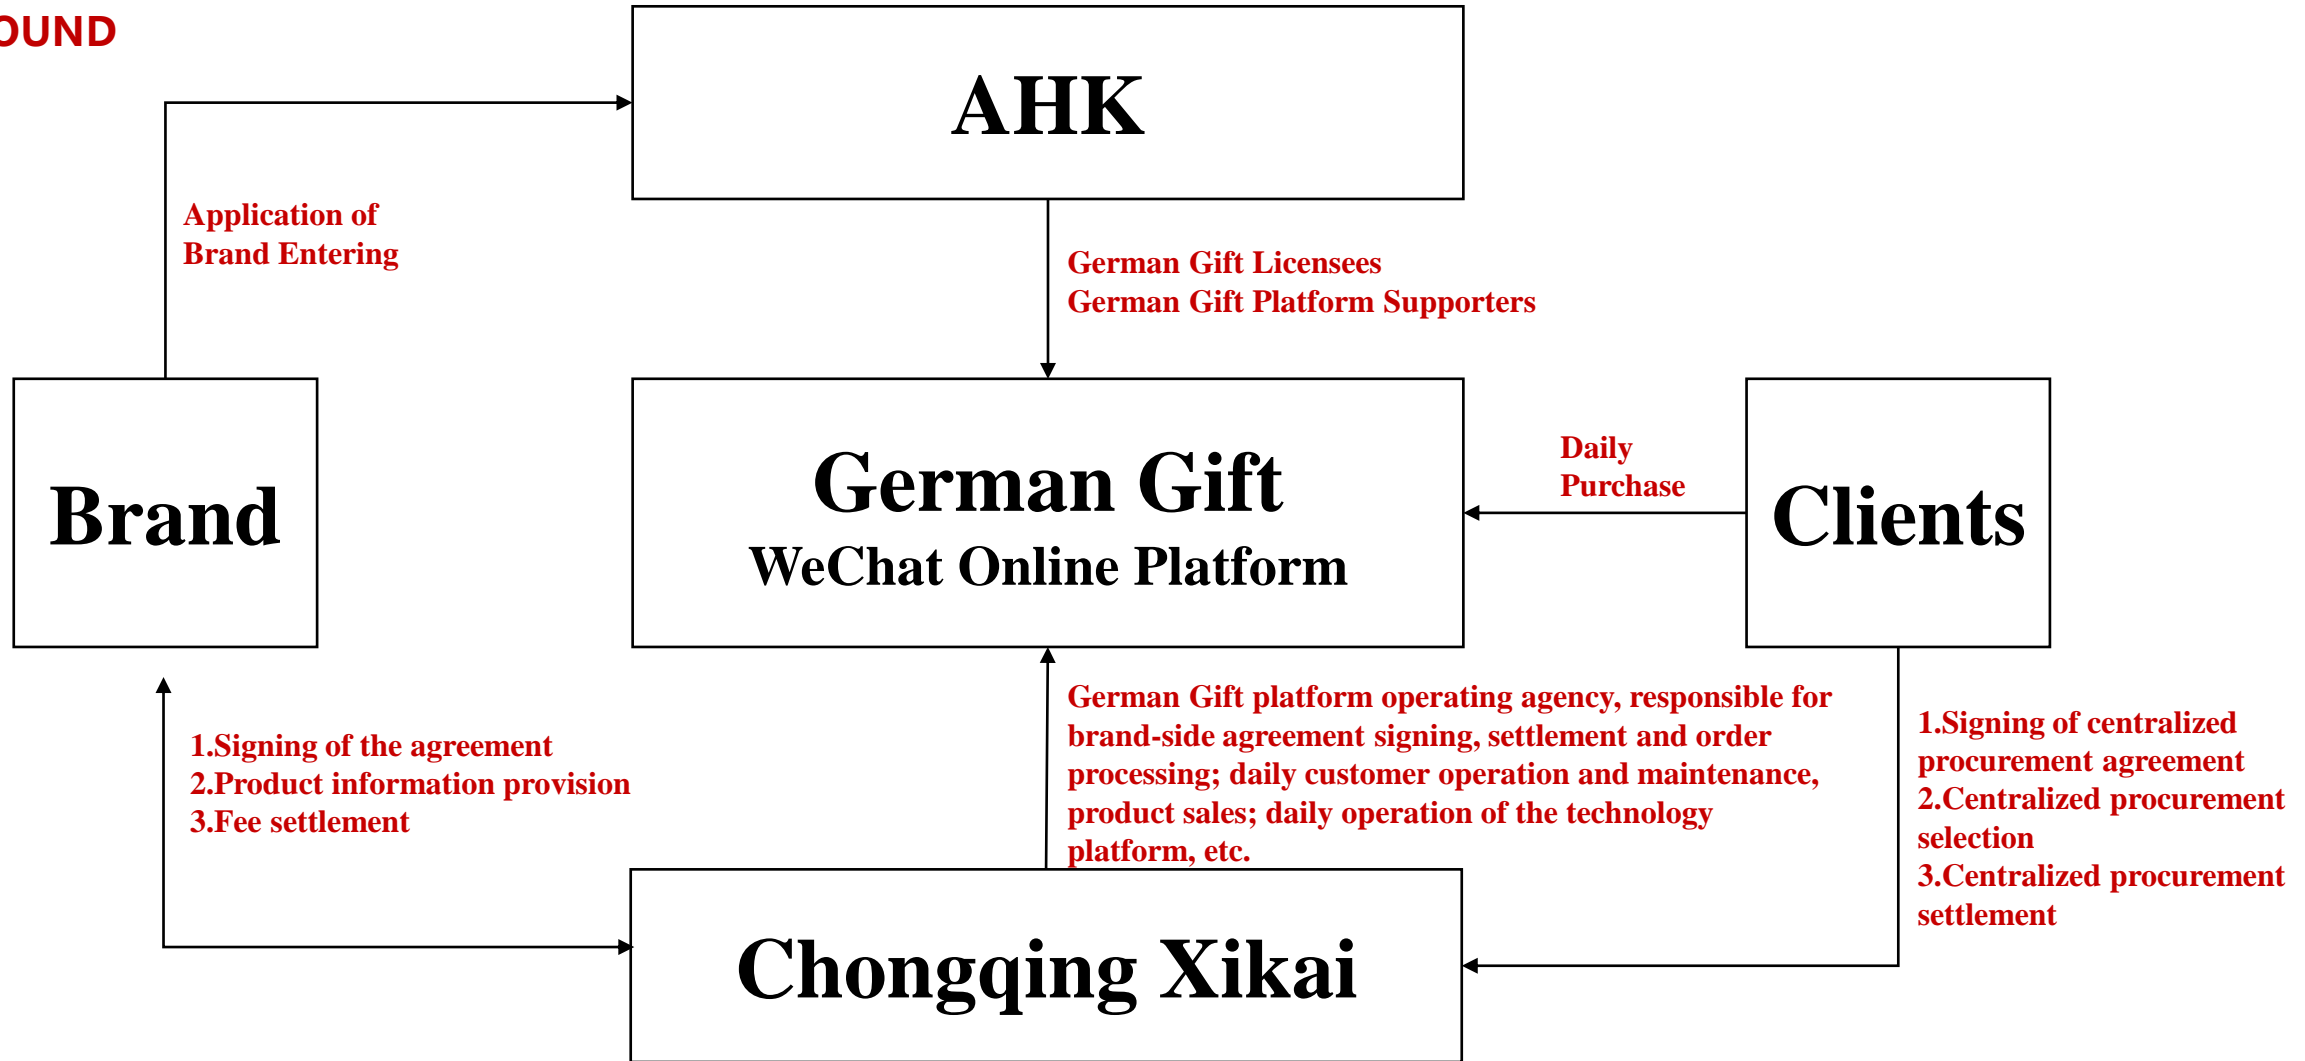 OUND
AHK
Application of
Brand Entering
German Gift Licensees
German Gift Platform Supporters
Brand
German Gift
WeChat Online Platform
Daily
Purchase
Clients
1.Signing of the agreement
2.Product information provision
3.Fee settlement
German Gift platform operating agency, responsible for
brand-side agreement signing, settlement and order
processing; daily customer operation and maintenance,
product sales; daily operation of the technology
platform, etc.
1.Signing of centralized
procurement agreement
2.Centralized procurement
selection
3.Centralized procurement
settlement
Chongqing Xikai